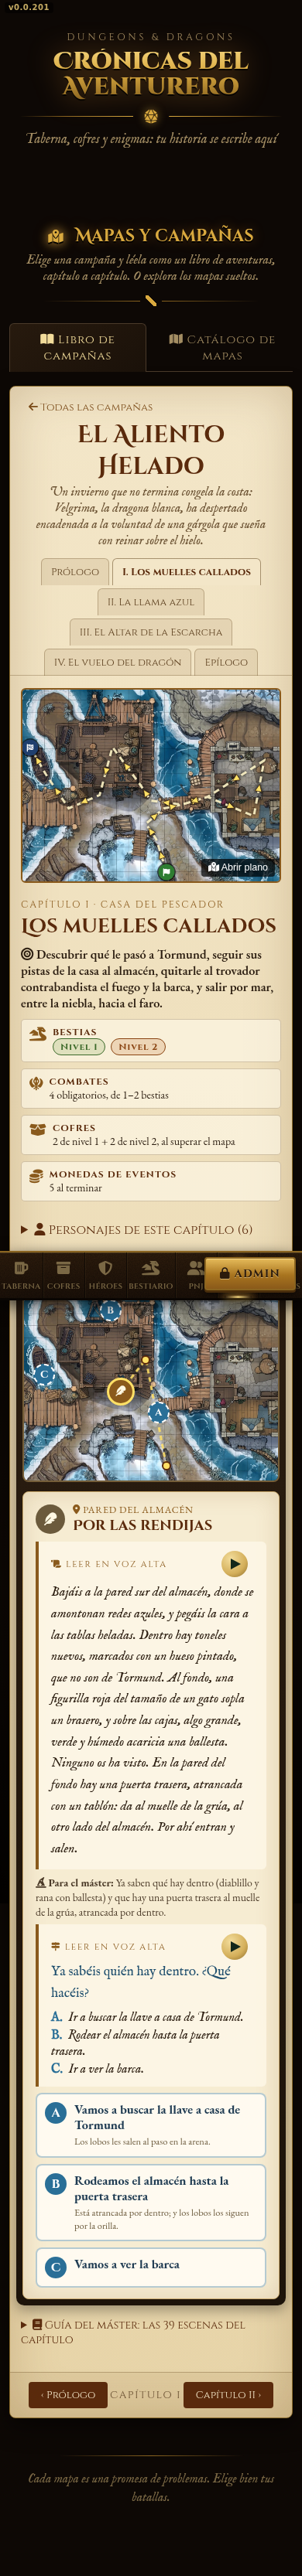 v0.0.201
DUNGEONS & DRAGONS
CRÓNICAS DEL
AVENTURERO
Taberna, cofres y enigmas: tu historia se escribe aquí
MAPAS Y CAMPAÑAS
Elige una campaña y léela como un libro de aventuras,
capítulo a capítulo. O explora los mapas sueltos.
LIBRO DE
CAMPAÑAS
CATÁLOGO DE
MAPAS
TODAS LAS CAMPAÑAS
EL ALIENTO
HELADO
Un invierno que no termina congela la costa:
Velgrina, la dragona blanca, ha despertado
encadenada a la voluntad de una gárgola que sueña
con reinar sobre el hielo.
PRÓLOGO
I. LOS MUELLES CALLADOS
II. LA LLAMA AZUL
III. EL ALTAR DE LA ESCARCHA
IV. EL VUELO DEL DRAGÓN
EPÍLOGO
Abrir plano
CAPÍTULO I · CASA DEL PESCADOR
LOS MUELLES CALLADOS
Descubrir qué le pasó a Tormund, seguir sus
pistas de la casa al almacén, quitarle al trovador
contrabandista el fuego y la barca, y salir por mar,
entre la niebla, hacia el faro.
BESTIAS
NIVEL 1
NIVEL 2
COMBATES
4 obligatorios, de 1–2 bestias
COFRES
2 de nivel 1 + 2 de nivel 2, al superar el mapa
MONEDAS DE EVENTOS
5 al terminar
PERSONAJES DE ESTE CAPÍTULO (6)
TABERNA
COFRES
HÉROES
BESTIARIO
PNJ
ADMIN
B
C
A
PARED DEL ALMACÉN
POR LAS RENDIJAS
LEER EN VOZ ALTA
Bajáis a la pared sur del almacén, donde se
amontonan redes azules, y pegáis la cara a
las tablas heladas. Dentro hay toneles
nuevos, marcados con un hueso pintado,
que no son de Tormund. Al fondo, una
figurilla roja del tamaño de un gato sopla
un brasero, y sobre las cajas, algo grande,
verde y húmedo acaricia una ballesta.
Ninguno os ha visto. En la pared del
fondo hay una puerta trasera, atrancada
con un tablón: da al muelle de la grúa, al
otro lado del almacén. Por ahí entran y
salen.
Para el máster: Ya saben qué hay dentro (diablillo y
rana con ballesta) y que hay una puerta trasera al muelle
de la grúa, atrancada por dentro.
LEER EN VOZ ALTA
Ya sabéis quién hay dentro. ¿Qué
hacéis?
A. Ir a buscar la llave a casa de Tormund.
B. Rodear el almacén hasta la puerta
trasera.
C. Ir a ver la barca.
A
Vamos a buscar la llave a casa de
Tormund
Los lobos les salen al paso en la arena.
B
Rodeamos el almacén hasta la
puerta trasera
Está atrancada por dentro; y los lobos los siguen
por la orilla.
C
Vamos a ver la barca
GUÍA DEL MÁSTER: LAS 39 ESCENAS DEL
CAPÍTULO
‹ PRÓLOGO
CAPÍTULO I
CAPÍTULO II ›
Cada mapa es una promesa de problemas. Elige bien tus
batallas.